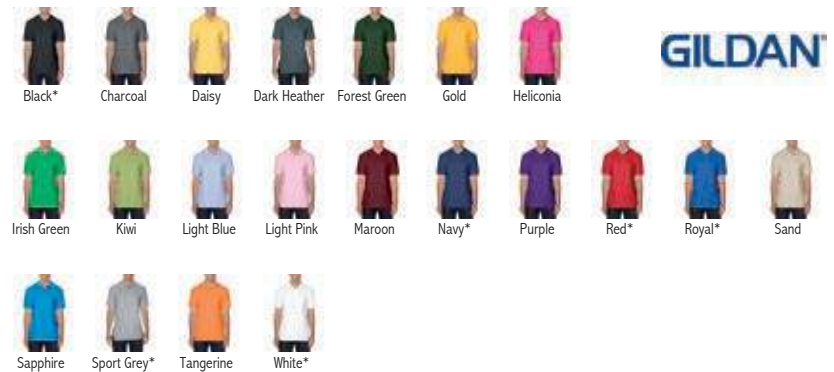 GILDAN™
Black* Charcoal Daisy Dark Heather Forest Green Gold Heliconia
Irish Green Kiwi Light Blue Light Pink Maroon Navy* Purple Red* Royal* Sand
Sapphire Sport Grey* Tangerine White*